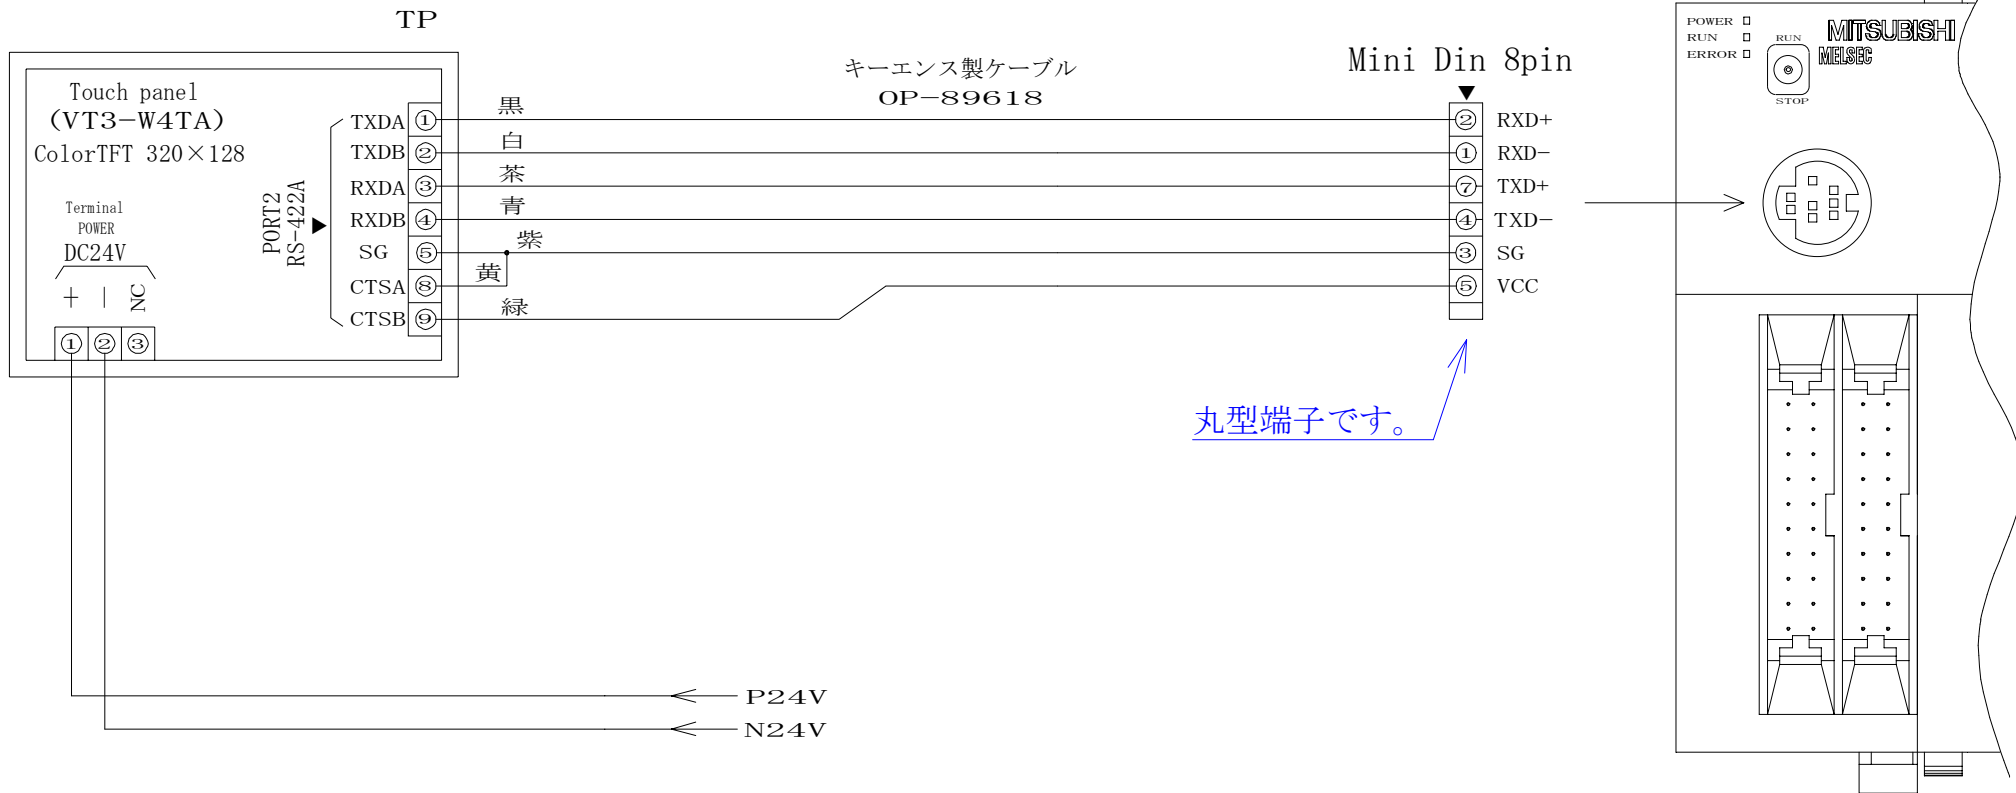 TP
Touch panel
(VT3-W4TA)
ColorTFT 320×128
Terminal
POWER
DC24V
+ - NC
① ② ③
PORT2
RS-422A
TXDA ① 黒
TXDB ② 白
RXDA ③ 茶
RXDB ④ 青
SG ⑤ 紫
CTSA ⑧ 黄
CTSB ⑨ 緑
キーエンス製ケーブル
OP-89618
Mini Din 8pin
② RXD+
① RXD-
⑦ TXD+
④ TXD-
③ SG
⑤ VCC
丸型端子です。
P24V
N24V
POWER
RUN
ERROR
RUN
STOP
MITSUBISHI
MELSEC